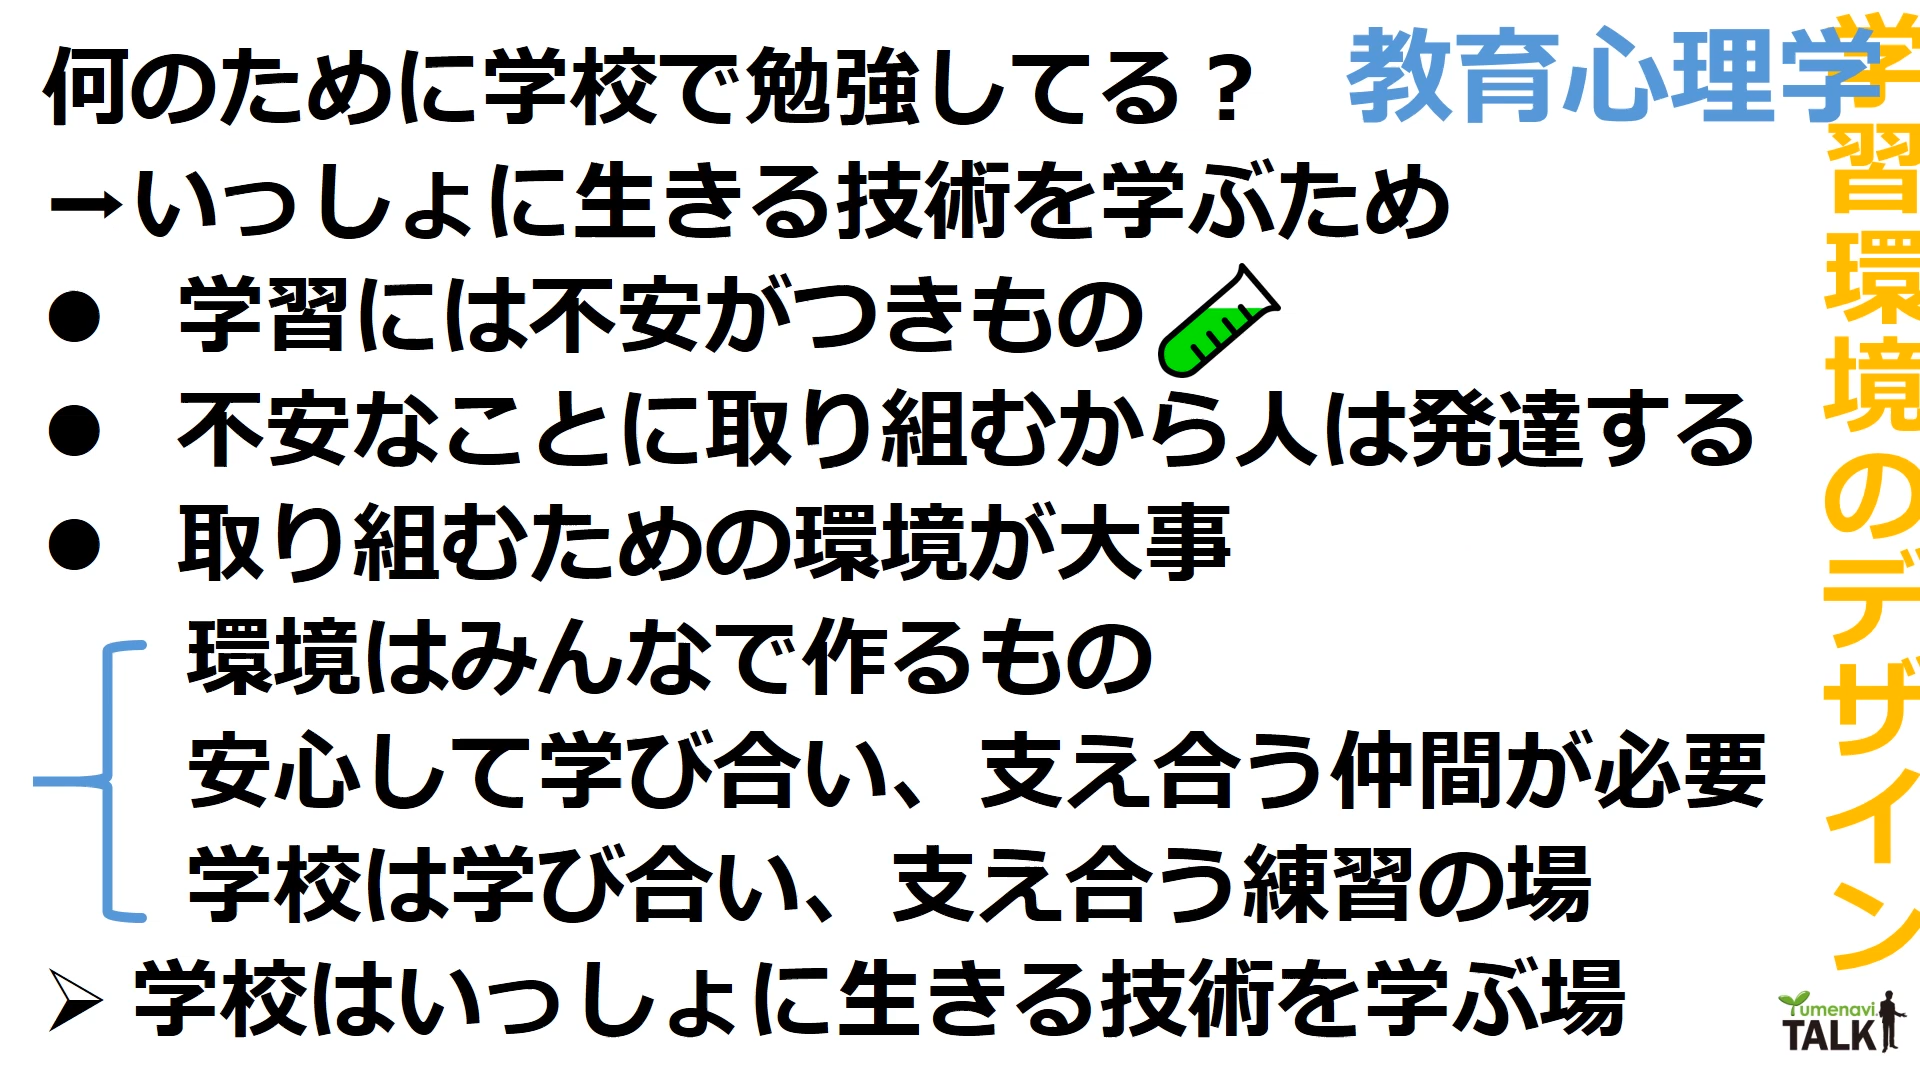 何のために学校で勉強してる？
教育心理学
→いっしょに生きる技術を学ぶため
● 学習には不安がつきもの
● 不安なことに取り組むから人は発達する
● 取り組むための環境が大事
環境はみんなで作るもの
安心して学び合い、支え合う仲間が必要
学校は学び合い、支え合う練習の場
➢ 学校はいっしょに生きる技術を学ぶ場
学習環境のデザイン
Yumenavi
TALK